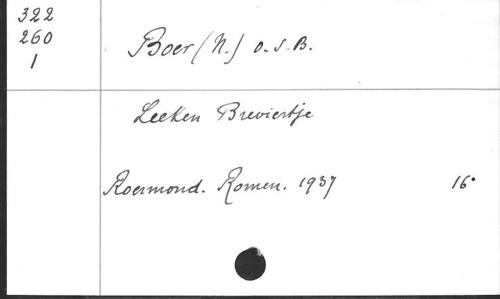 322
260
1
Boer (N.) O.S.B.
Leeken Breviertje
Roermond. Romen. 1937 16°